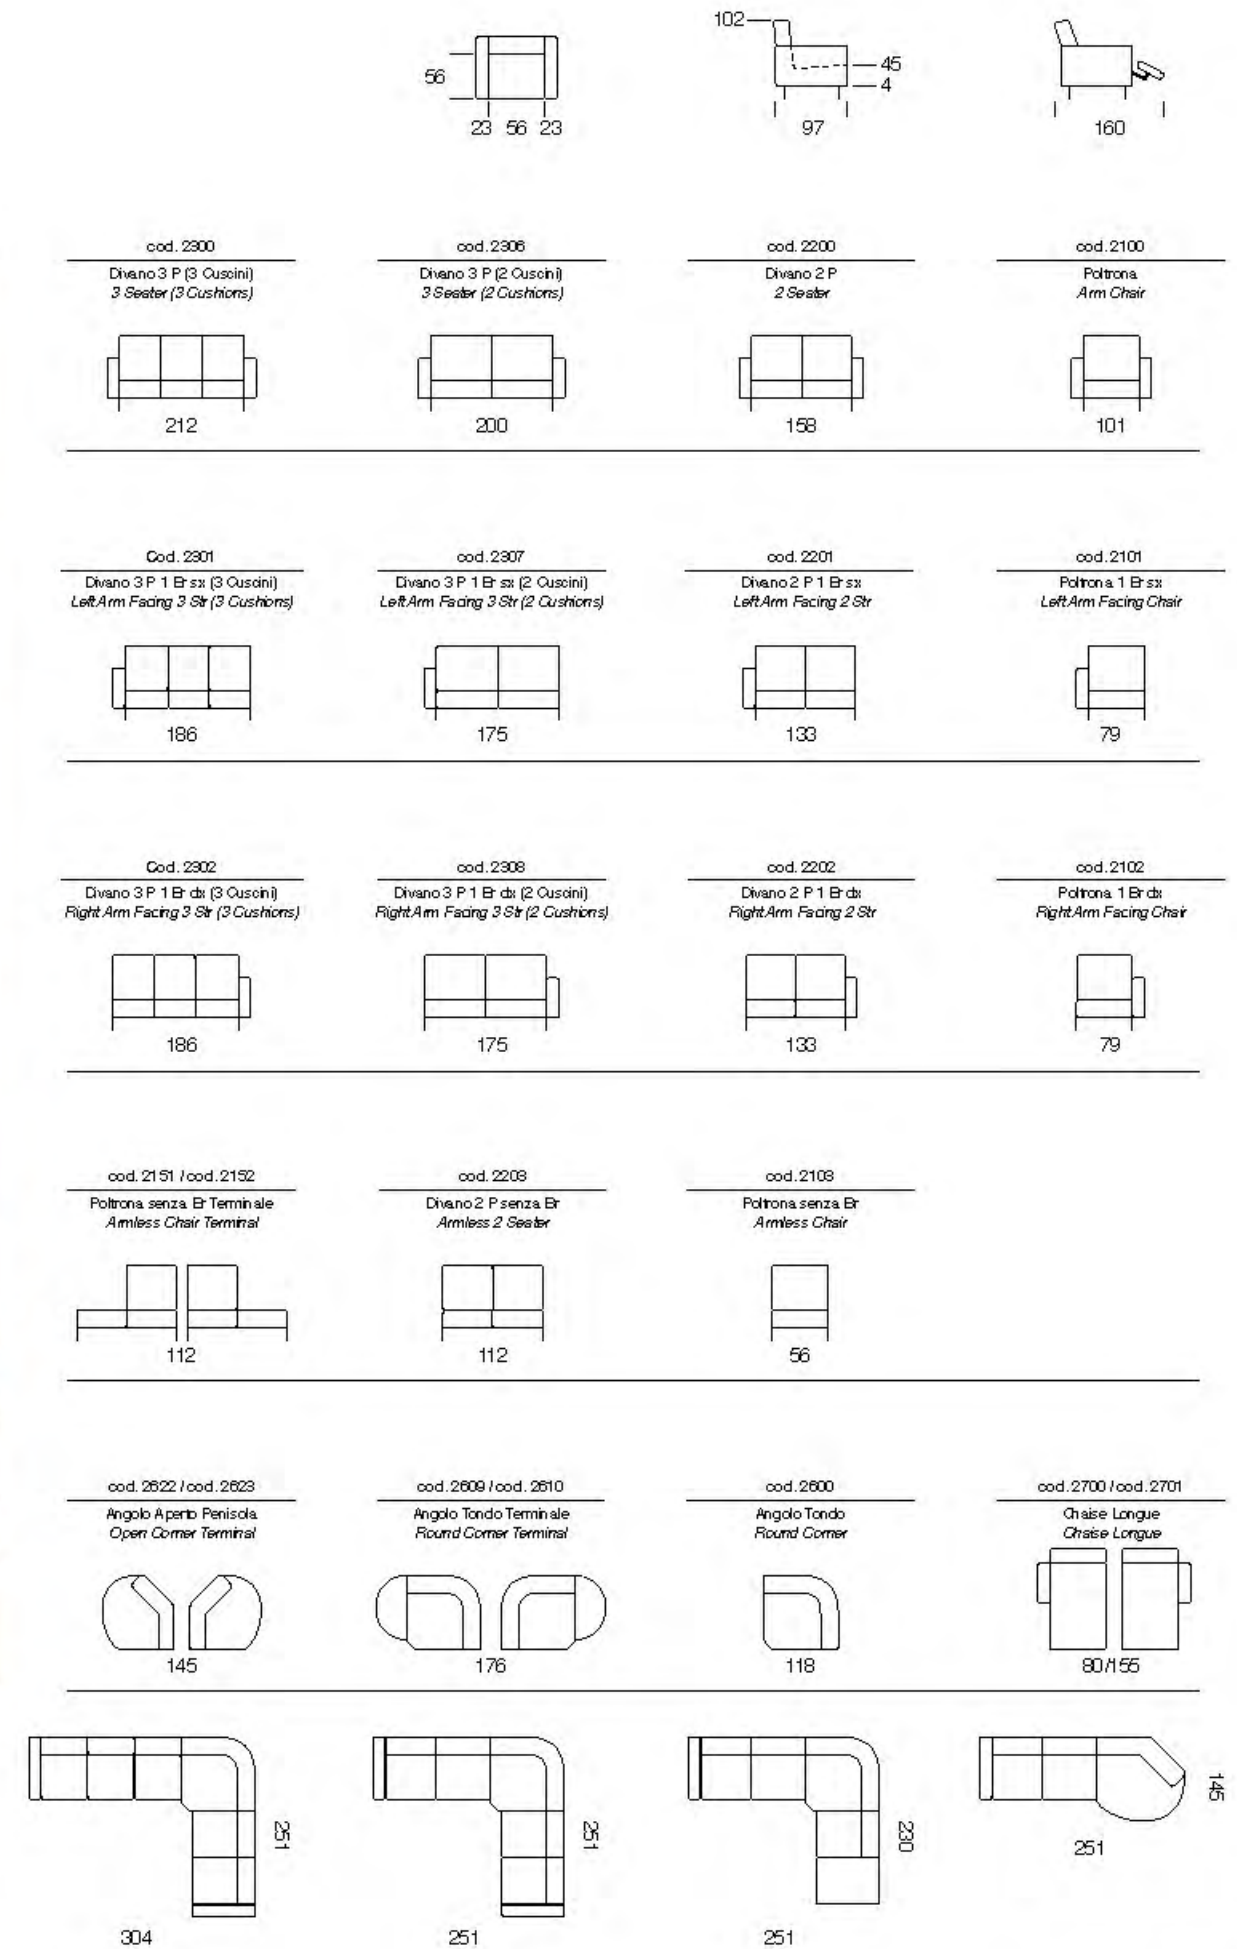 102
56
45
4
23 56 23
97
160
cod. 2300
Divano 3 P (3 Cuscini)
3 Seater (3 Cushions)
212
cod. 2306
Divano 3 P (2 Cuscini)
3 Seater (2 Cushions)
200
cod. 2200
Divano 2 P
2 Seater
158
cod. 2100
Poltrona
Arm Chair
101
Cod. 2301
Divano 3 P 1 Br sx (3 Cuscini)
Left Arm Facing 3 Str (3 Cushions)
186
cod. 2307
Divano 3 P 1 Br sx (2 Cuscini)
Left Arm Facing 3 Str (2 Cushions)
175
cod. 2201
Divano 2 P 1 Br sx
Left Arm Facing 2 Str
133
cod. 2101
Poltrona 1 Br sx
Left Arm Facing Chair
79
Cod. 2302
Divano 3 P 1 Br dx (3 Cuscini)
Right Arm Facing 3 Str (3 Cushions)
186
cod. 2308
Divano 3 P 1 Br dx (2 Cuscini)
Right Arm Facing 3 Str (2 Cushions)
175
cod. 2202
Divano 2 P 1 Br dx
Right Arm Facing 2 Str
133
cod. 2102
Poltrona 1 Br dx
Right Arm Facing Chair
79
cod. 2151 / cod. 2152
Poltrona senza Br Terminale
Armless Chair Terminal
112
cod. 2203
Divano 2 P senza Br
Armless 2 Seater
112
cod. 2103
Poltrona senza Br
Armless Chair
56
cod. 2622 / cod. 2623
Angolo Aperto Penisola
Open Corner Terminal
145
cod. 2609 / cod. 2610
Angolo Tondo Terminale
Round Corner Terminal
176
cod. 2600
Angolo Tondo
Round Corner
118
cod. 2700 / cod. 2701
Chaise Longue
Chaise Longue
80/155
251
304
251
251
230
251
145
251